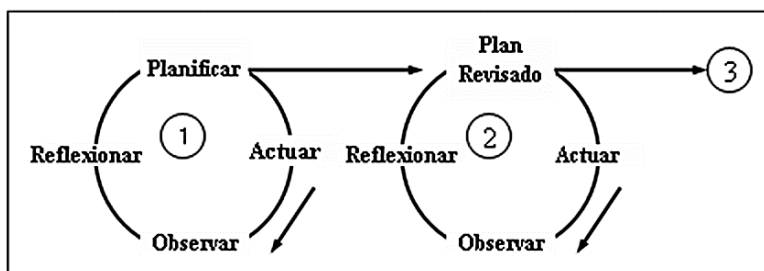 Planificar
1
Reflexionar
Actuar
Observar
Plan
Revisado
2
Reflexionar
Actuar
Observar
3